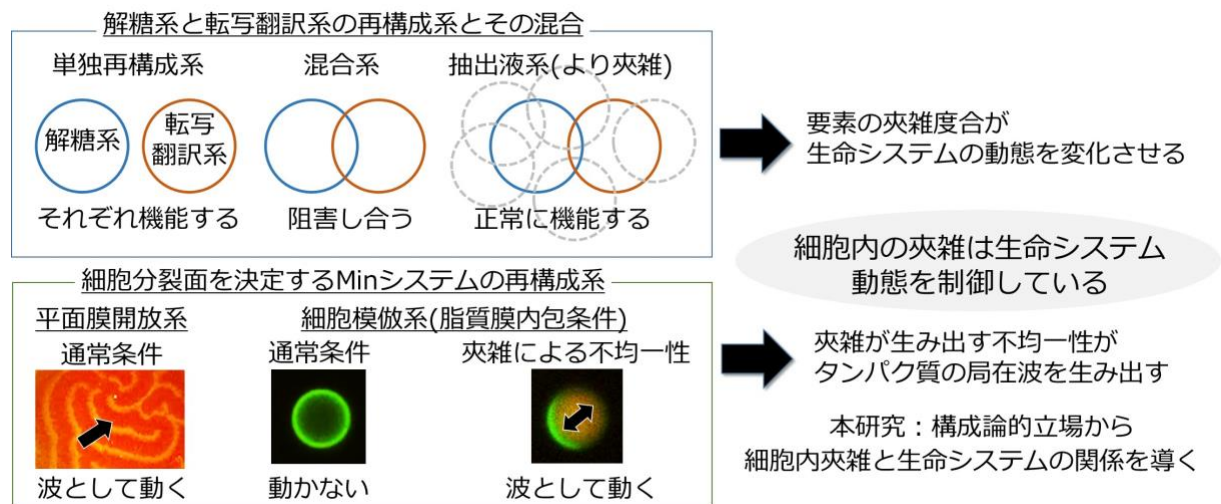 解糖系と転写翻訳系の再構成系とその混合
単独再構成系
混合系
抽出液系(より夾雑)
解糖系
転写
翻訳系
それぞれ機能する
阻害し合う
正常に機能する
要素の夾雑度合が
生命システムの動態を変化させる
細胞内の夾雑は生命システム
動態を制御している
細胞分裂面を決定するMinシステムの再構成系
平面膜開放系
細胞模倣系(脂質膜内包条件)
通常条件
通常条件
夾雑による不均一性
波として動く
動かない
波として動く
夾雑が生み出す不均一性が
タンパク質の局在波を生み出す
本研究：構成論的立場から
細胞内夾雑と生命システムの関係を導く